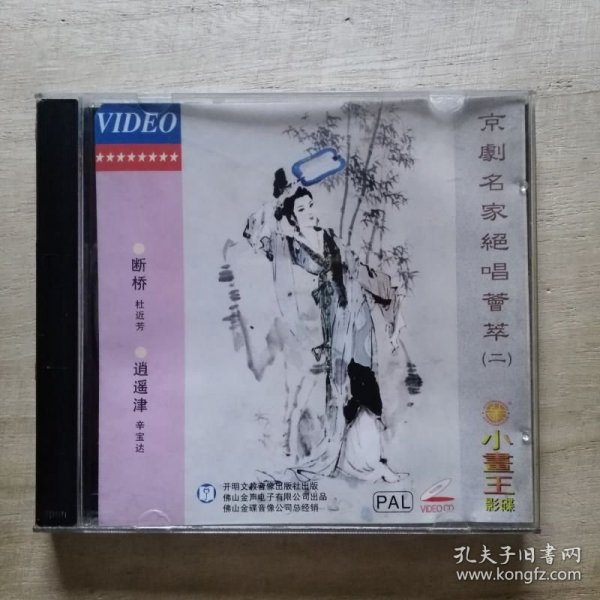 VIDEO
京劇名家絕唱薈萃(二)
断桥
杜近芳
逍遥津
辛宝达
小畫王
影碟
开明文教音像出版社出版
佛山金声电子有限公司出品
佛山金碟音像公司总经销
PAL
VIDEO CD
孔夫子旧书网
www.kongfz.com